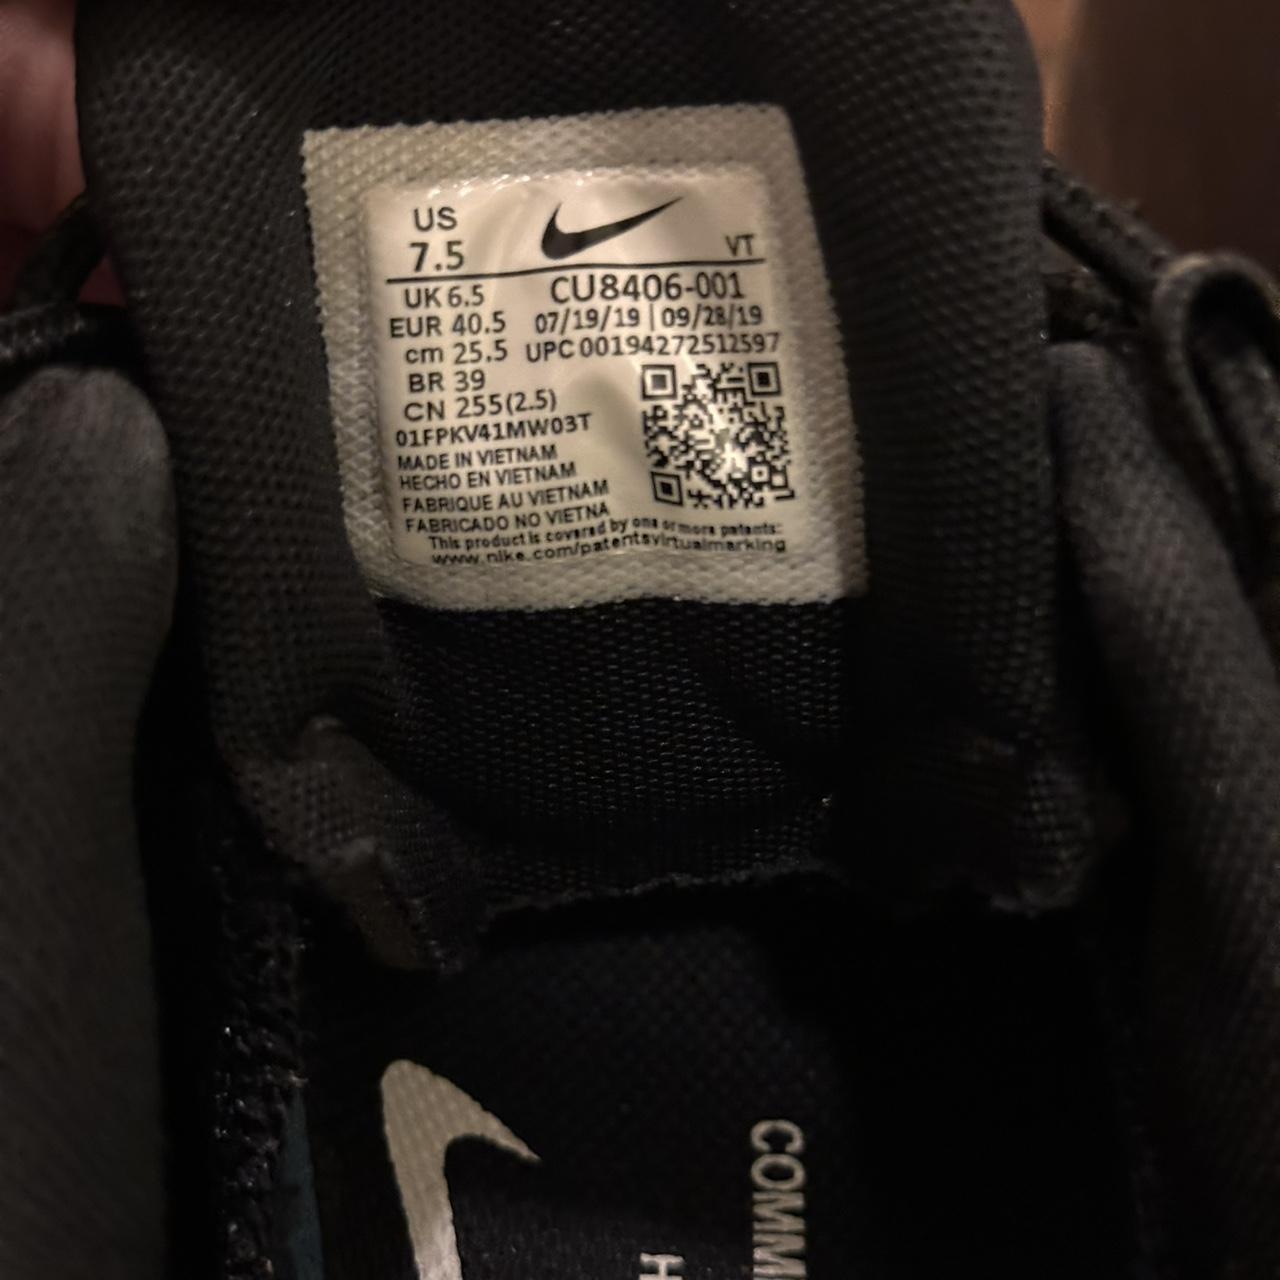 US
7.5
VT
UK 6.5
EUR 40.5
cm 25.5
BR 39
CN 255(2.5)
CU8406-001
07/19/19 | 09/28/19
UPC 00194272512597
01FPKV41MW03T
MADE IN VIETNAM
HECHO EN VIETNAM
FABRIQUE AU VIETNAM
FABRICADO NO VIETNA
This product is covered by one or more patents:
www.nike.com/patentsvirtualmarking
COMM
H